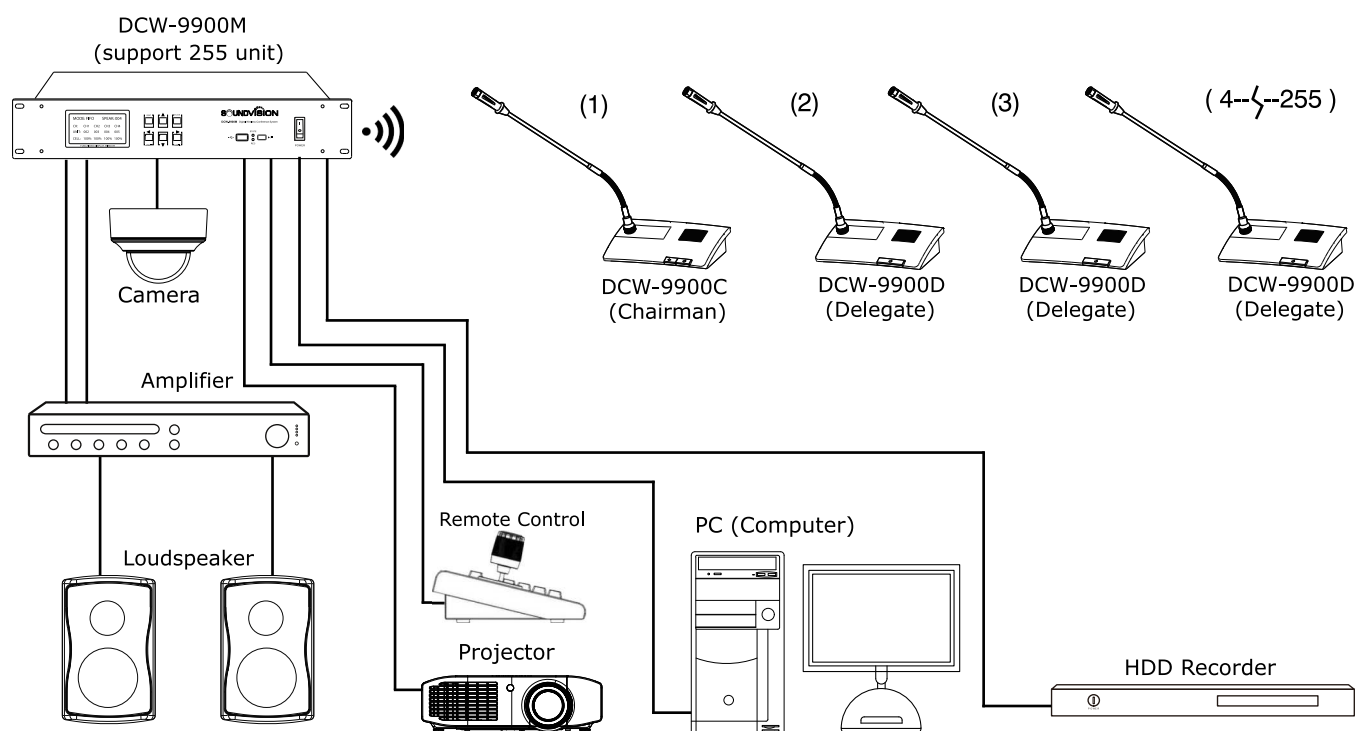 DCW-9900M
(support 255 unit)
SOUNDVISION
POWER
(1)
(2)
(3)
( 4-- --255 )
DCW-9900C
(Chairman)
DCW-9900D
(Delegate)
DCW-9900D
(Delegate)
DCW-9900D
(Delegate)
Camera
Amplifier
Remote Control
PC (Computer)
Loudspeaker
Projector
HDD Recorder